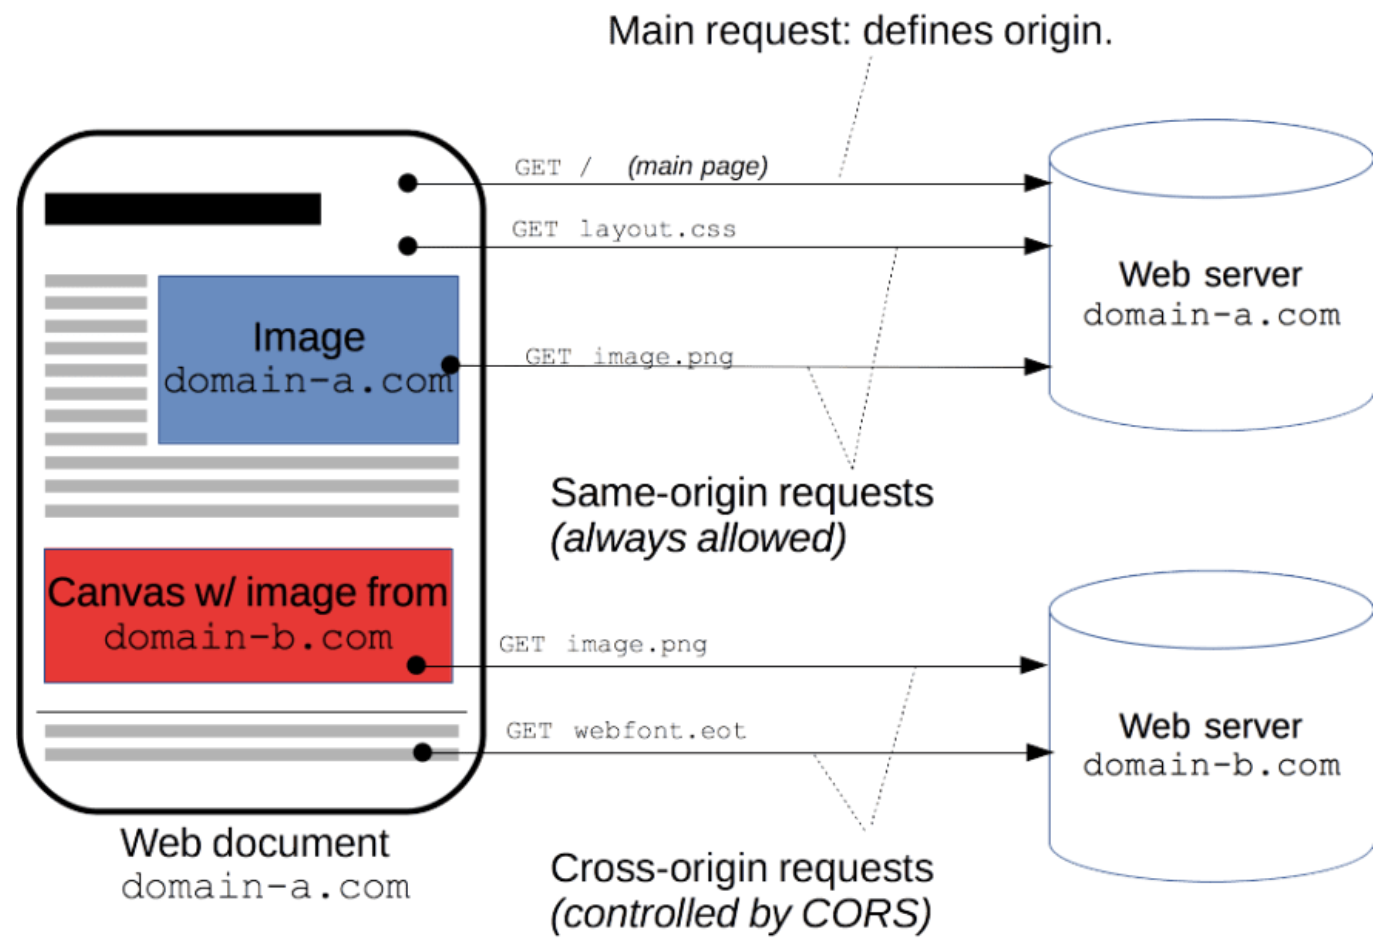 Main request: defines origin.
GET / (main page)
GET layout.css
Web server
domain-a.com
Image
domain-a.com
GET image.png
Same-origin requests
(always allowed)
Canvas w/ image from
domain-b.com
GET image.png
GET webfont.eot
Web server
domain-b.com
Web document
domain-a.com
Cross-origin requests
(controlled by CORS)